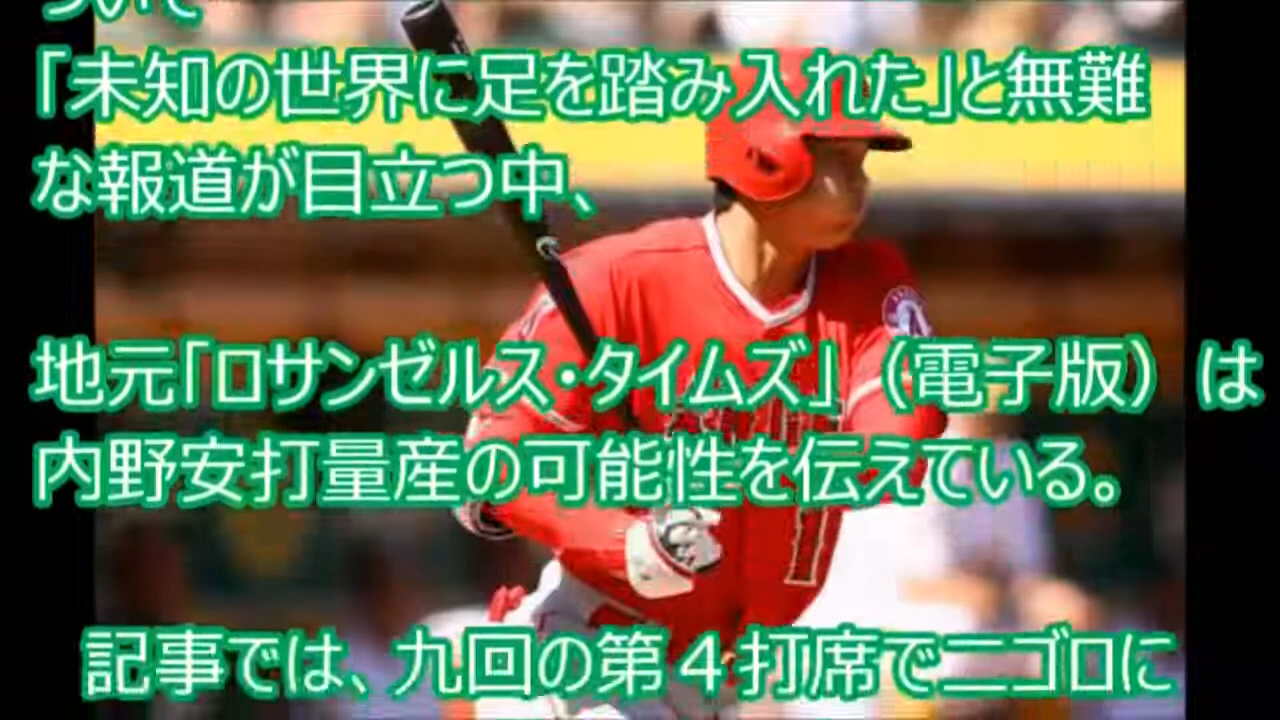 ついて
「未知の世界に足を踏み入れた」と無難
な報道が目立つ中、
地元「ロサンゼルス・タイムズ」（電子版）は
内野安打量産の可能性を伝えている。
記事では、九回の第４打席で二ゴロに